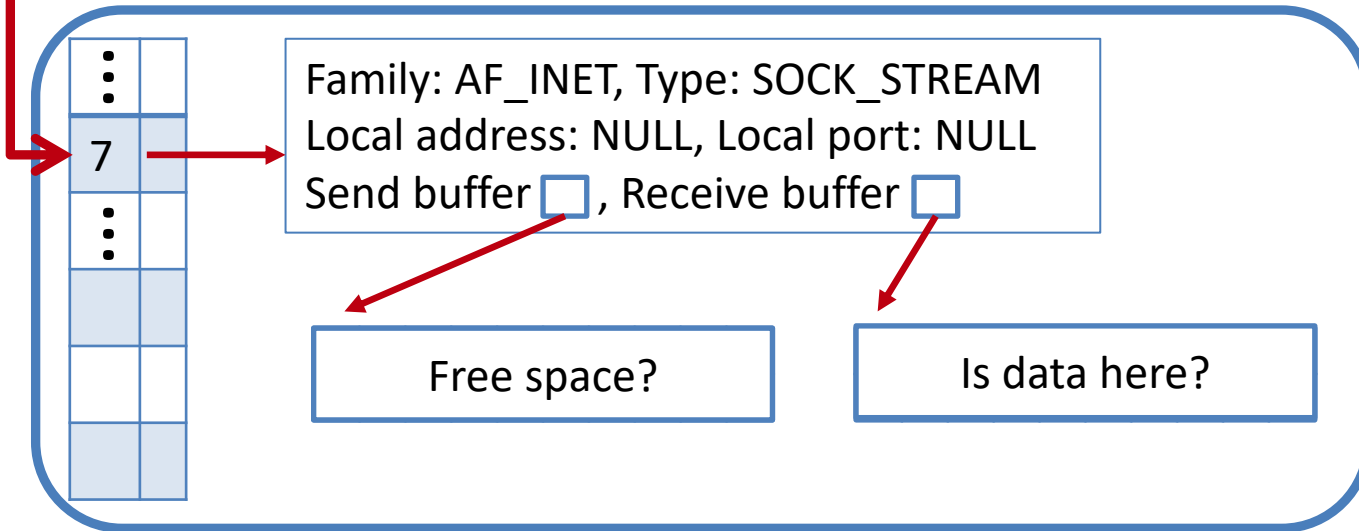 ⋮
7
⋮
Family: AF_INET, Type: SOCK_STREAM
Local address: NULL, Local port: NULL
Send buffer , Receive buffer
Free space?
Is data here?